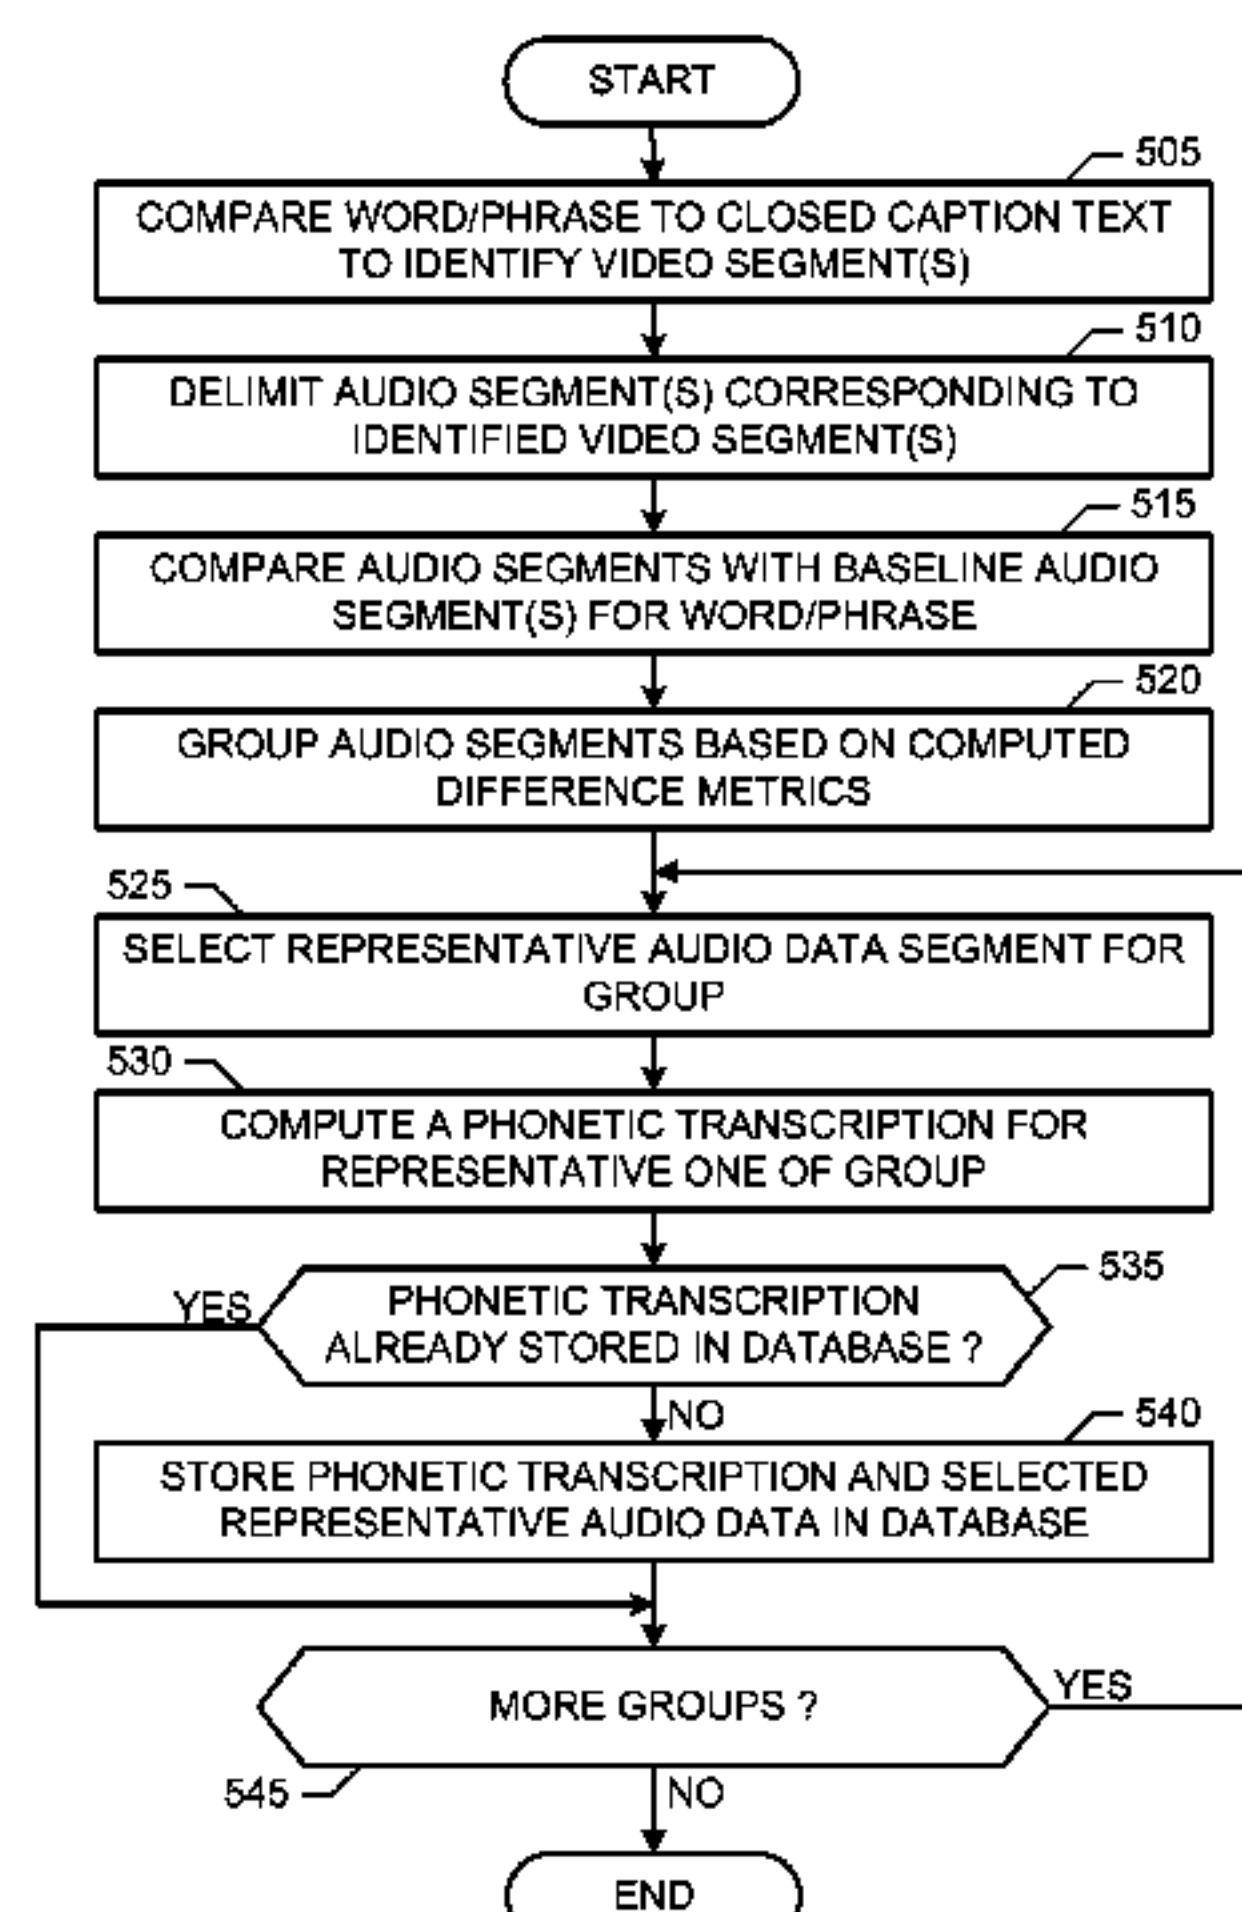 START
505
COMPARE WORD/PHRASE TO CLOSED CAPTION TEXT
TO IDENTIFY VIDEO SEGMENT(S)
510
DELIMIT AUDIO SEGMENT(S) CORRESPONDING TO
IDENTIFIED VIDEO SEGMENT(S)
515
COMPARE AUDIO SEGMENTS WITH BASELINE AUDIO
SEGMENT(S) FOR WORD/PHRASE
520
GROUP AUDIO SEGMENTS BASED ON COMPUTED
DIFFERENCE METRICS
525
SELECT REPRESENTATIVE AUDIO DATA SEGMENT FOR
GROUP
530
COMPUTE A PHONETIC TRANSCRIPTION FOR
REPRESENTATIVE ONE OF GROUP
535
YES
PHONETIC TRANSCRIPTION
ALREADY STORED IN DATABASE ?
NO
540
STORE PHONETIC TRANSCRIPTION AND SELECTED
REPRESENTATIVE AUDIO DATA IN DATABASE
MORE GROUPS ?
YES
545
NO
END